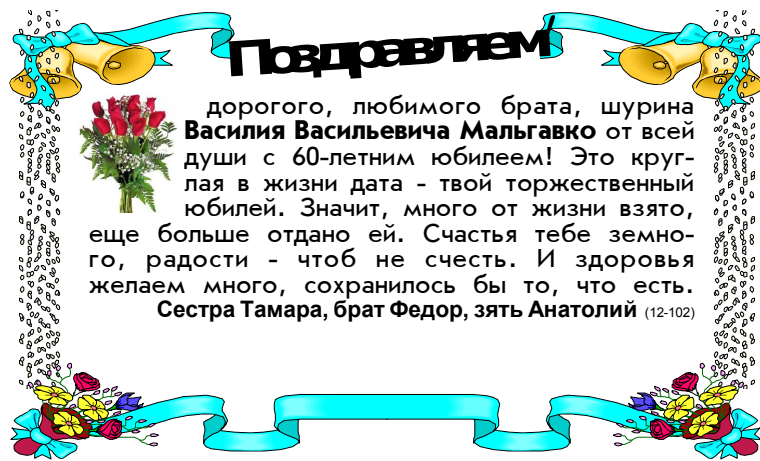 Поздравляем!
дорогого, любимого брата, шурина
Василия Васильевича Мальгавко от всей
души с 60-летним юбилеем! Это круг-
лая в жизни дата - твой торжественный
юбилей. Значит, много от жизни взято,
еще больше отдано ей. Счастья тебе земно-
го, радости - чтоб не счесть. И здоровья
желаем много, сохранилось бы то, что есть.
Сестра Тамара, брат Федор, зять Анатолий (12-102)